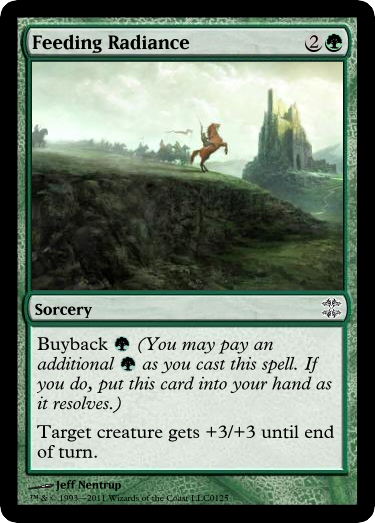 Feeding Radiance 2
Sorcery
Buyback (You may pay an
additional as you cast this spell. If
you do, put this card into your hand as
it resolves.)
Target creature gets +3/+3 until end
of turn.
Jeff Nentrup
™ & © 1993–2011 Wizards of the Coast LLC0125